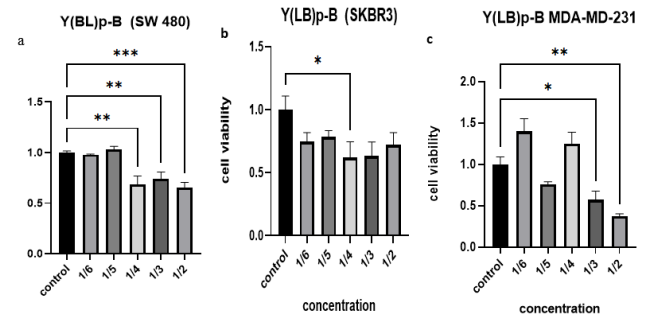 a
Y(BL)p-B (SW 480)
***
**
**
1.5
1.0
0.5
0.0
control
1/6
1/5
1/4
1/3
1/2
b
Y(LB)p-B (SKBR3)
*
cell viability
1.5
1.0
0.5
0.0
control
1/6
1/5
1/4
1/3
1/2
concentration
c
Y(LB)p-B MDA-MD-231
**
*
cell viability
2.0
1.5
1.0
0.5
0.0
control
1/6
1/5
1/4
1/3
1/2
concentration